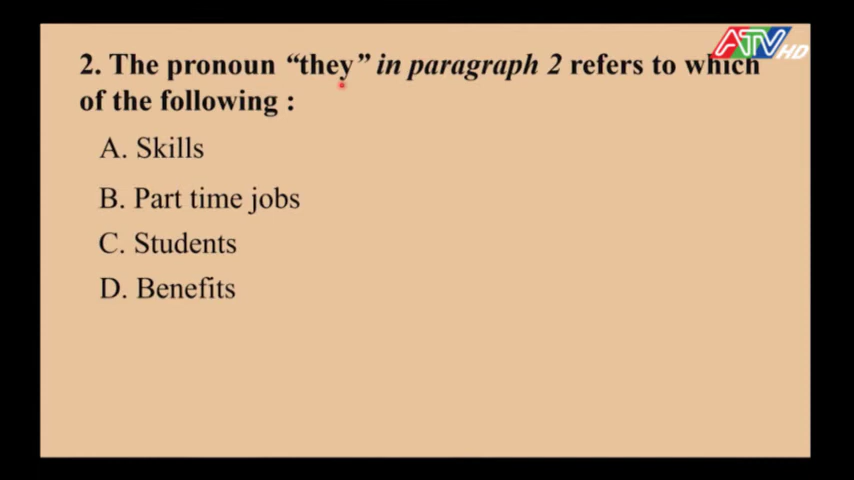 ATV HD
2. The pronoun “they” in paragraph 2 refers to which
of the following :
A. Skills
B. Part time jobs
C. Students
D. Benefits